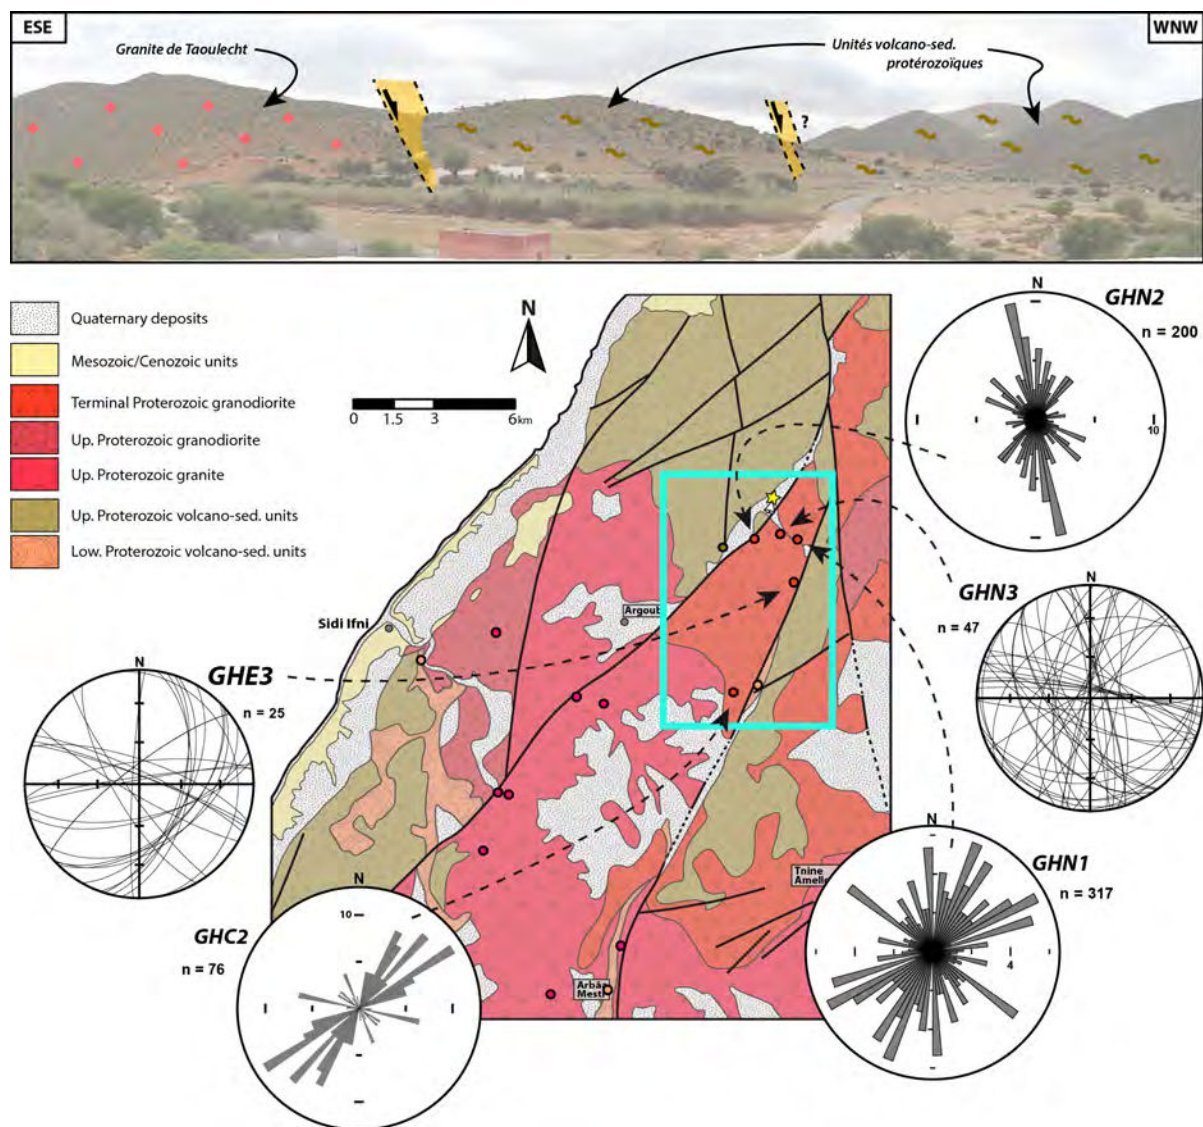 ESE
WNW
Granite de Taoulecht
Unités volcano-sed.
protérozoïques
?
Quaternary deposits
Mesozoic/Cenozoic units
Terminal Proterozoic granodiorite
Up. Proterozoic granodiorite
Up. Proterozoic granite
Up. Proterozoic volcano-sed. units
Low. Proterozoic volcano-sed. units
N
0 1.5 3 6km
N
GHN2
n = 200
10
Sidi Ifni
Argoub
N
GHN3
n = 47
N
GHE3
n = 25
N
10
GHC2
n = 76
Tnine
Arbaa
Mesti
N
GHN1
n = 317
4